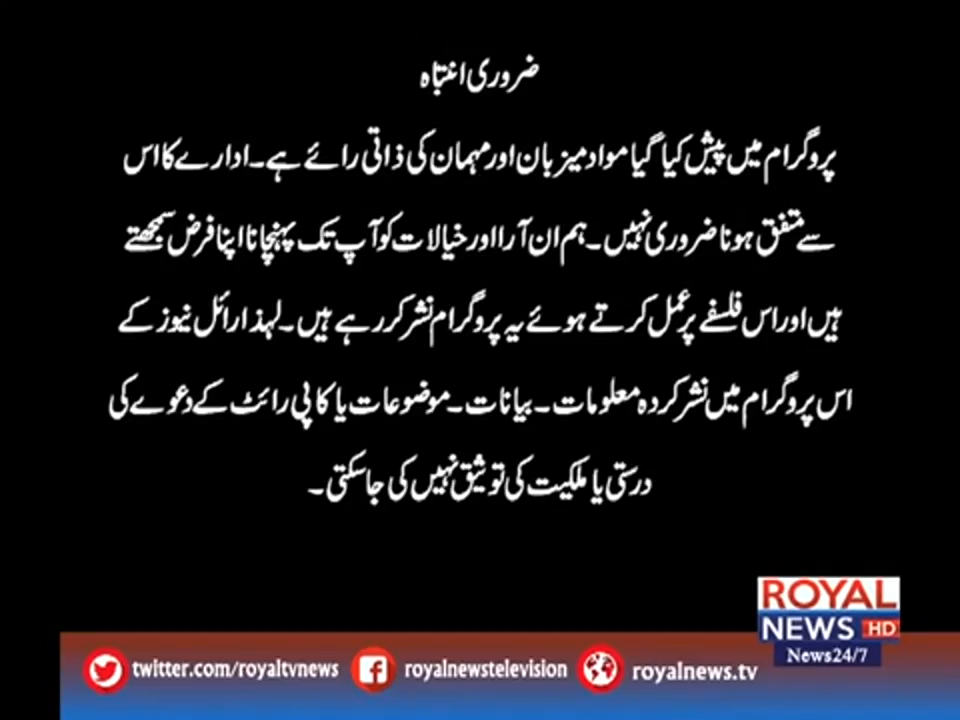 ضروری انتباہ
پروگرام میں پیش کیا گیا مواد میزبان اور مہمان کی ذاتی رائے ہے۔ ادارے کا اس
سے متفق ہونا ضروری نہیں۔ ہم ان آرا اور خیالات کو آپ تک پہنچانا اپنا فرض سمجھتے
ہیں اور اس فلسفے پر عمل کرتے ہوئے یہ پروگرام نشر کر رہے ہیں۔ لہذا رائل نیوز کے
اس پروگرام میں نشر کردہ معلومات۔ بیانات۔ موضوعات یا کاپی رائٹ کے دعوے کی
درستی یا ملکیت کی توثیق نہیں کی جا سکتی۔
ROYAL
NEWS HD
News24/7
twitter.com/royaltvnews royalnewstelevision royalnews.tv